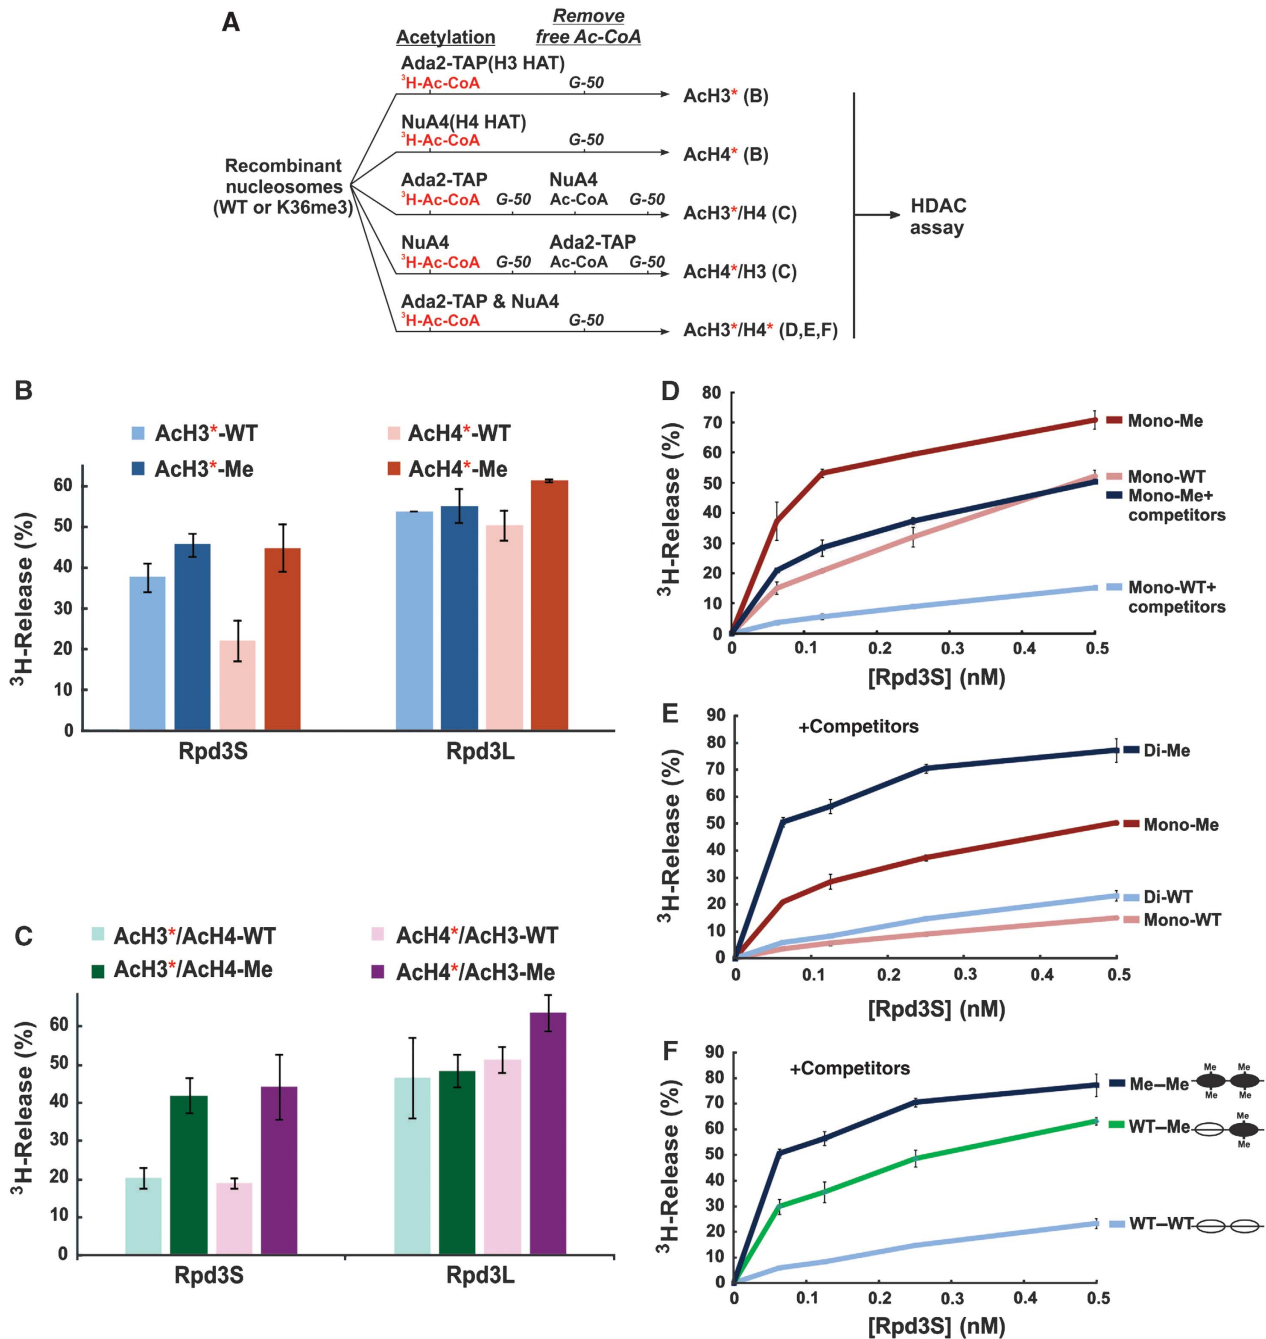 A
Acetylation
Remove
free Ac-CoA
Recombinant
nucleosomes
(WT or K36me3)
Ada2-TAP(H3 HAT)
³H-Ac-CoA
G-50
AcH3* (B)
NuA4(H4 HAT)
³H-Ac-CoA
G-50
AcH4* (B)
Ada2-TAP
NuA4
³H-Ac-CoA
G-50
Ac-CoA
G-50
AcH3*/H4 (C)
NuA4
Ada2-TAP
³H-Ac-CoA
G-50
Ac-CoA
G-50
AcH4*/H3 (C)
Ada2-TAP & NuA4
³H-Ac-CoA
G-50
AcH3*/H4* (D,E,F)
HDAC
assay
B
AcH3*-WT
AcH3*-Me
AcH4*-WT
AcH4*-Me
³H-Release (%)
60
50
40
30
20
10
0
Rpd3S
Rpd3L
C
AcH3*/AcH4-WT
AcH3*/AcH4-Me
AcH4*/AcH3-WT
AcH4*/AcH3-Me
³H-Release (%)
60
50
40
30
20
10
0
Rpd3S
Rpd3L
D
³H-Release (%)
80
70
60
50
40
30
20
10
0
0
0.1
0.2
0.3
0.4
0.5
[Rpd3S] (nM)
Mono-Me
Mono-WT
Mono-Me+
competitors
Mono-WT+
competitors
E
+Competitors
³H-Release (%)
90
80
70
60
50
40
30
20
10
0
0
0.1
0.2
0.3
0.4
0.5
[Rpd3S] (nM)
Di-Me
Mono-Me
Di-WT
Mono-WT
F
+Competitors
³H-Release (%)
90
80
70
60
50
40
30
20
10
0
0
0.1
0.2
0.3
0.4
0.5
[Rpd3S] (nM)
Me–Me
Me
Me
Me
Me
WT–Me
Me
Me
WT–WT